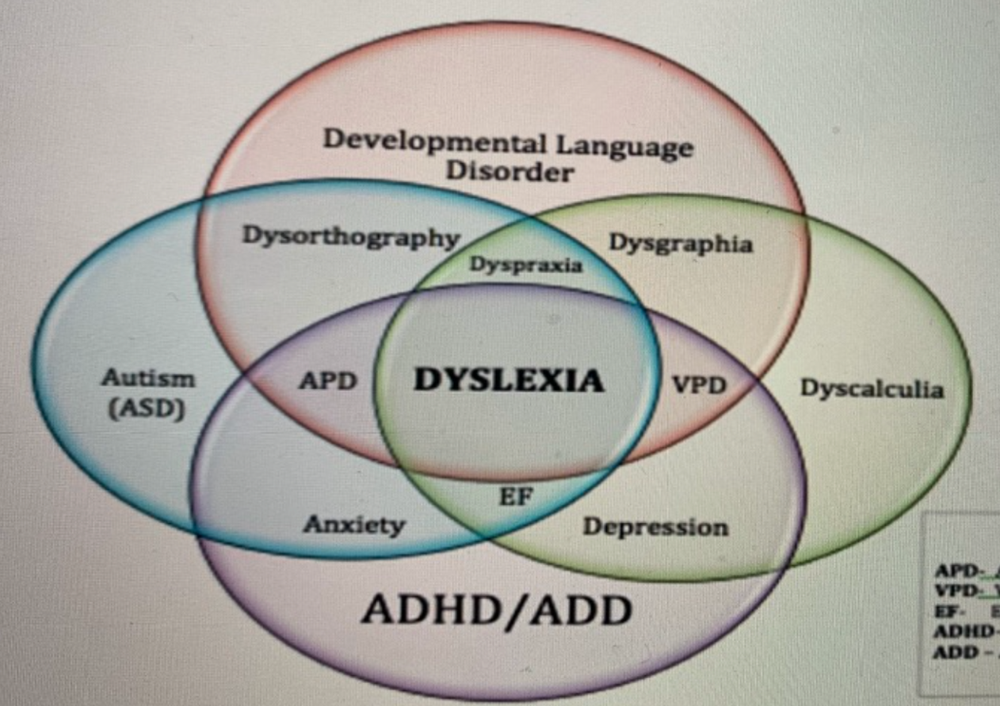 Developmental Language
Disorder
Dysorthography
Dysgraphia
Dyspraxia
Autism
(ASD)
APD
DYSLEXIA
VPD
Dyscalculia
EF
Anxiety
Depression
ADHD/ADD
APD-
VPD-
EF-
ADHD-
ADD –